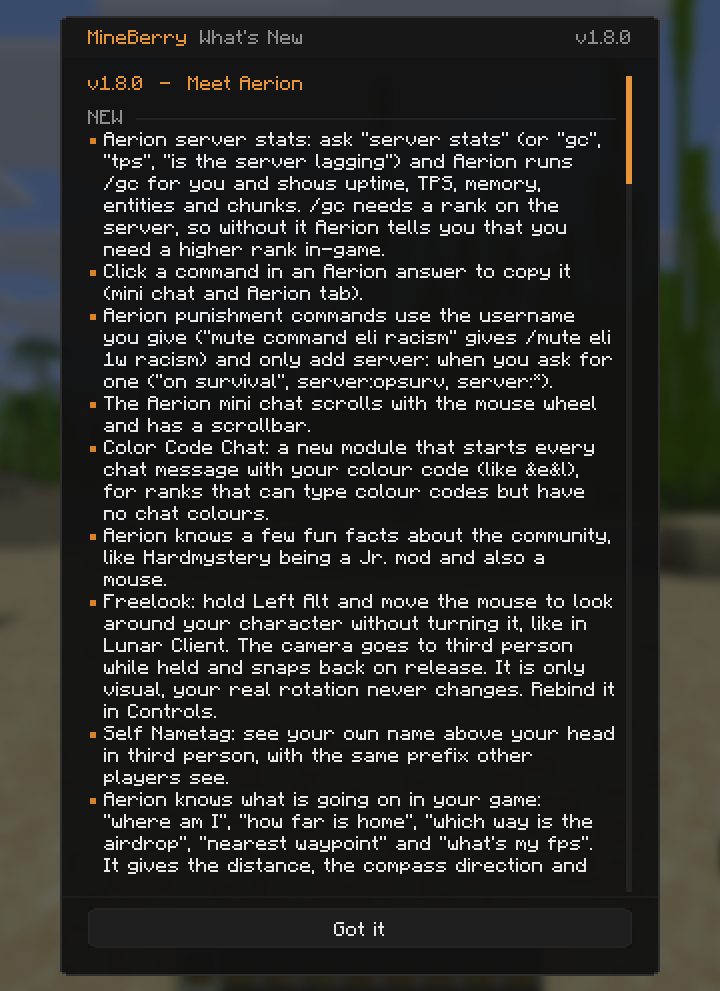 MineBerry What's New v1.8.0
v1.8.0 - Meet Aerion
NEW
Aerion server stats: ask "server stats" (or "gc",
"tps", "is the server lagging") and Aerion runs
/gc for you and shows uptime, TPS, memory,
entities and chunks. /gc needs a rank on the
server, so without it Aerion tells you that you
need a higher rank in-game.
Click a command in an Aerion answer to copy it
(mini chat and Aerion tab).
Aerion punishment commands use the username
you give ("mute command eli racism" gives /mute eli
1w racism) and only add server: when you ask for
one ("on survival", server:opsurv, server:*).
The Aerion mini chat scrolls with the mouse wheel
and has a scrollbar.
Color Code Chat: a new module that starts every
chat message with your colour code (like &e&l),
for ranks that can type colour codes but have
no chat colours.
Aerion knows a few fun facts about the community,
like Hardmystery being a Jr. mod and also a
mouse.
Freelook: hold Left Alt and move the mouse to look
around your character without turning it, like in
Lunar Client. The camera goes to third person
while held and snaps back on release. It is only
visual, your real rotation never changes. Rebind it
in Controls.
Self Nametag: see your own name above your head
in third person, with the same prefix other
players see.
Aerion knows what is going on in your game:
"where am I", "how far is home", "which way is the
airdrop", "nearest waypoint" and "what's my fps".
It gives the distance, the compass direction and
Got it